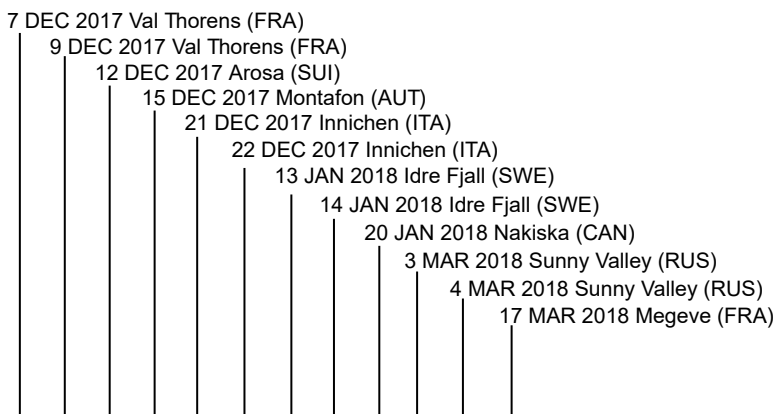 7 DEC 2017 Val Thorens (FRA)
9 DEC 2017 Val Thorens (FRA)
12 DEC 2017 Arosa (SUI)
15 DEC 2017 Montafon (AUT)
21 DEC 2017 Innichen (ITA)
22 DEC 2017 Innichen (ITA)
13 JAN 2018 Idre Fjall (SWE)
14 JAN 2018 Idre Fjall (SWE)
20 JAN 2018 Nakiska (CAN)
3 MAR 2018 Sunny Valley (RUS)
4 MAR 2018 Sunny Valley (RUS)
17 MAR 2018 Megeve (FRA)